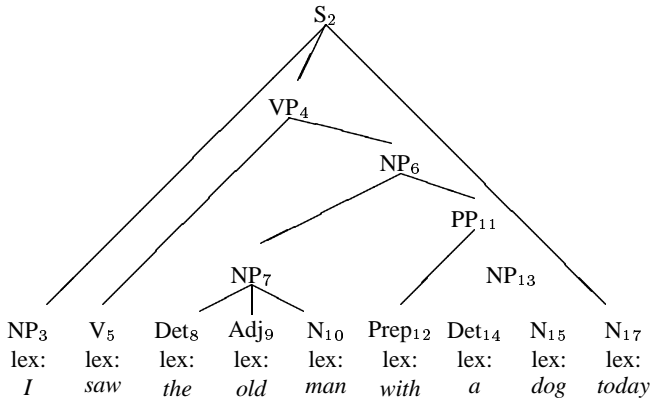 S₂
VP₄
NP₆
PP₁₁
NP₇ NP₁₃
NP₃ V₅ Det₈ Adj₉ N₁₀ Prep₁₂ Det₁₄ N₁₅ N₁₇
lex: lex: lex: lex: lex: lex: lex: lex: lex:
I saw the old man with a dog today